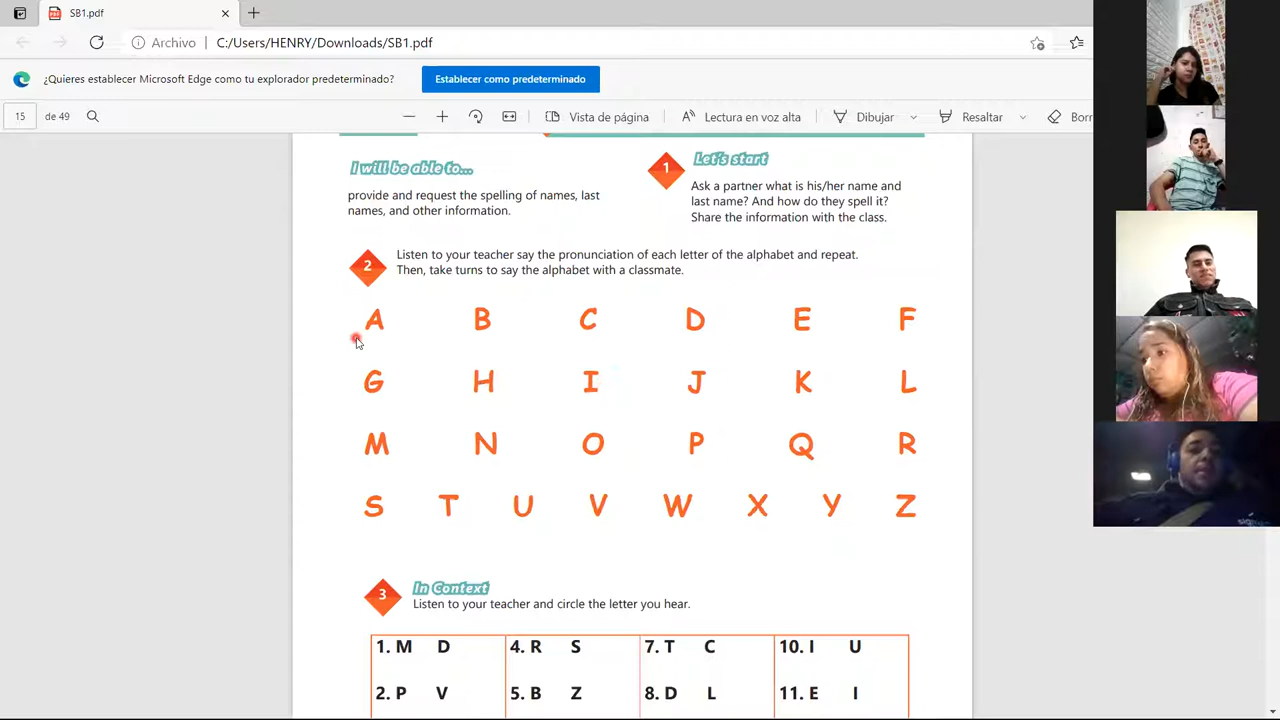 SB1.pdf
Archivo
C:/Users/HENRY/Downloads/SB1.pdf
¿Quieres establecer Microsoft Edge como tu explorador predeterminado?
Establecer como predeterminado
15 de 49
Vista de página
Lectura en voz alta
Dibujar
Resaltar
Borr
I will be able to...
provide and request the spelling of names, last
names, and other information.
1
Let's start
Ask a partner what is his/her name and
last name? And how do they spell it?
Share the information with the class.
2
Listen to your teacher say the pronunciation of each letter of the alphabet and repeat.
Then, take turns to say the alphabet with a classmate.
A B C D E F
G H I J K L
M N O P Q R
S T U V W X Y Z
3
In Context
Listen to your teacher and circle the letter you hear.
1. M D 4. R S 7. T C 10. I U
2. P V 5. B Z 8. D L 11. E I